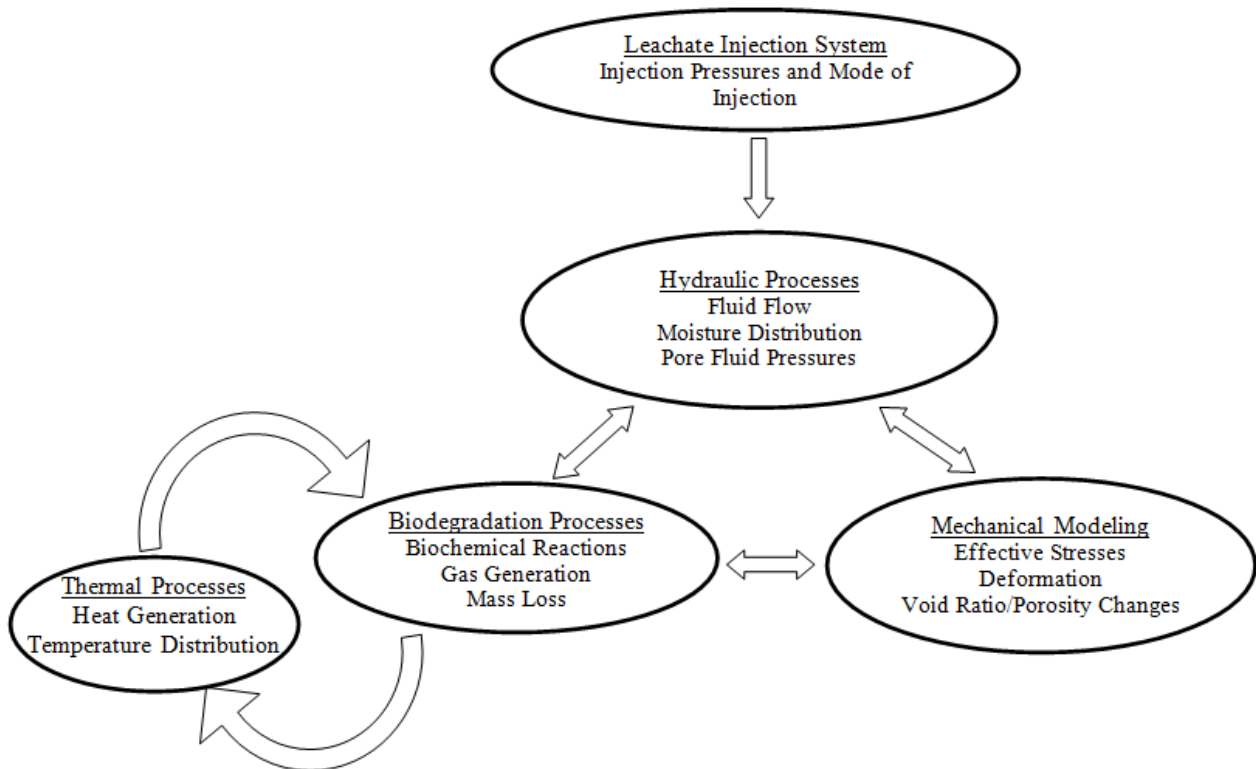 Leachate Injection System
Injection Pressures and Mode of
Injection
Hydraulic Processes
Fluid Flow
Moisture Distribution
Pore Fluid Pressures
Biodegradation Processes
Biochemical Reactions
Gas Generation
Mass Loss
Mechanical Modeling
Effective Stresses
Deformation
Void Ratio/Porosity Changes
Thermal Processes
Heat Generation
Temperature Distribution